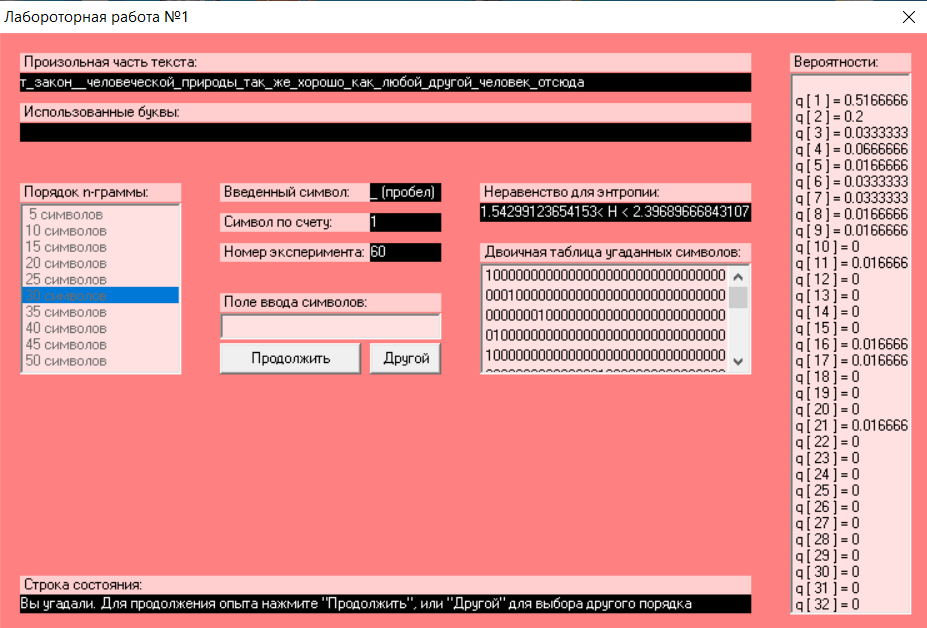 Лабороторная работа №1
Произольная часть текста:
т_закон__человеческой_природы_так_же_хорошо_как_любой_другой_человек_отсюда
Использованные буквы:
Порядок n-граммы:
5 символов
10 символов
15 символов
20 символов
25 символов
30 символов
35 символов
40 символов
45 символов
50 символов
Введенный символ: _ (пробел)
Символ по счету: 1
Номер эксперимента: 60
Поле ввода символов:
Продолжить
Другой
Неравенство для энтропии:
1.54299123654153< H < 2.39689666843107
Двоичная таблица угаданных символов:
10000000000000000000000000000000
00010000000000000000000000000000
00000001000000000000000000000000
01000000000000000000000000000000
10000000000000000000000000000000
Вероятности:
q [ 1 ] = 0.5166666
q [ 2 ] = 0.2
q [ 3 ] = 0.0333333
q [ 4 ] = 0.0666666
q [ 5 ] = 0.0166666
q [ 6 ] = 0.0333333
q [ 7 ] = 0.0333333
q [ 8 ] = 0.0166666
q [ 9 ] = 0.0166666
q [ 10 ] = 0
q [ 11 ] = 0.016666
q [ 12 ] = 0
q [ 13 ] = 0
q [ 14 ] = 0
q [ 15 ] = 0
q [ 16 ] = 0.016666
q [ 17 ] = 0.016666
q [ 18 ] = 0
q [ 19 ] = 0
q [ 20 ] = 0
q [ 21 ] = 0.016666
q [ 22 ] = 0
q [ 23 ] = 0
q [ 24 ] = 0
q [ 25 ] = 0
q [ 26 ] = 0
q [ 27 ] = 0
q [ 28 ] = 0
q [ 29 ] = 0
q [ 30 ] = 0
q [ 31 ] = 0
q [ 32 ] = 0
Строка состояния:
Вы угадали. Для продолжения опыта нажмите "Продолжить", или "Другой" для выбора другого порядка